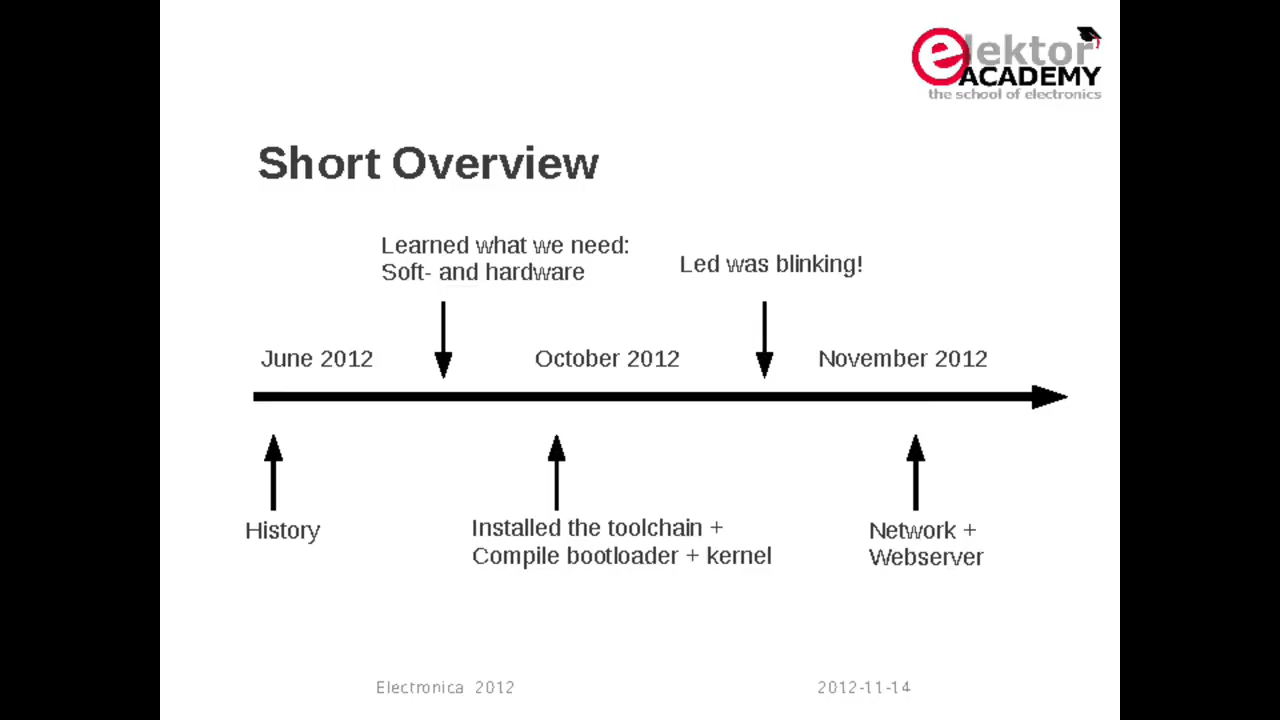 elektor
ACADEMY
the school of electronics
Short Overview
Learned what we need:
Soft- and hardware
Led was blinking!
June 2012
October 2012
November 2012
History
Installed the toolchain +
Compile bootloader + kernel
Network +
Webserver
Electronica 2012
2012-11-14